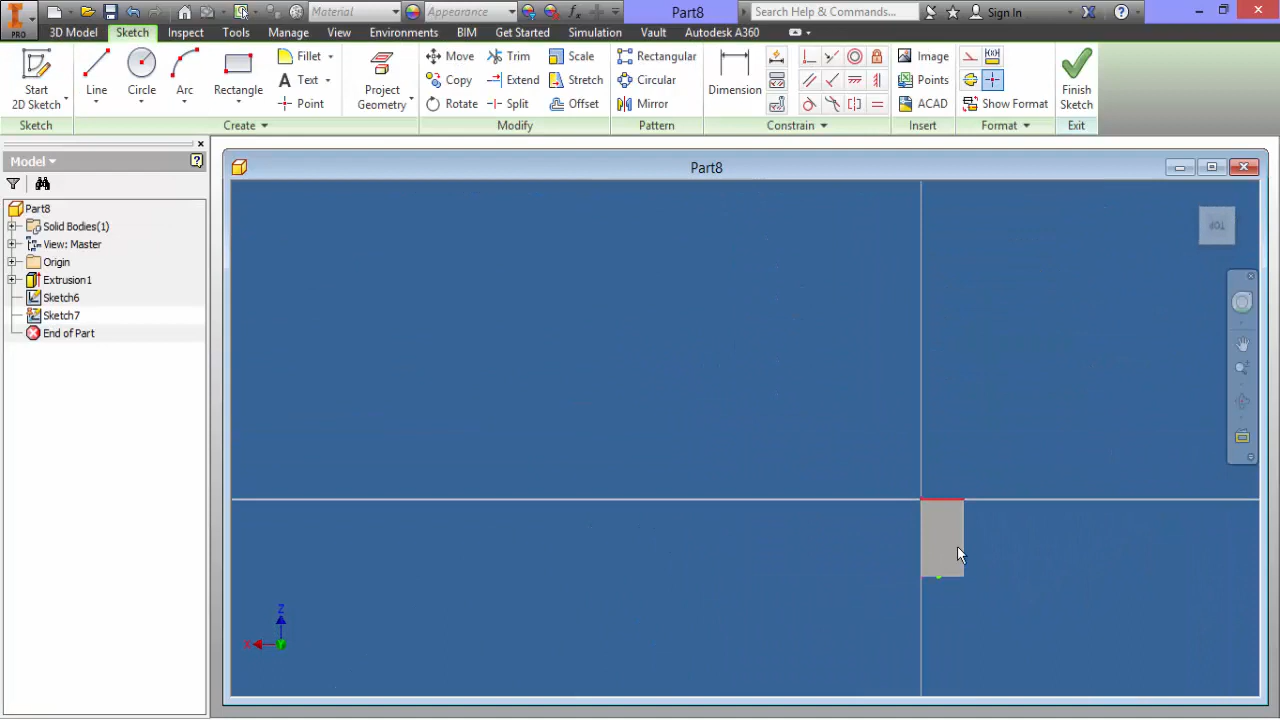 Material
Appearance
fx
Part8
Search Help & Commands...
Sign In
PRO
3D Model
Sketch
Inspect
Tools
Manage
View
Environments
BIM
Get Started
Simulation
Vault
Autodesk A360
Start
2D Sketch
Line
Circle
Arc
Rectangle
Fillet
Text
Point
Project
Geometry
Move
Copy
Rotate
Trim
Extend
Split
Scale
Stretch
Offset
Rectangular
Circular
Mirror
Dimension
Image
Points
ACAD
Show Format
Finish
Sketch
Sketch
Create
Modify
Pattern
Constrain
Insert
Format
Exit
Model
Part8
Solid Bodies(1)
View: Master
Origin
Extrusion1
Sketch6
Sketch7
End of Part
Part8
TOP
Z
X